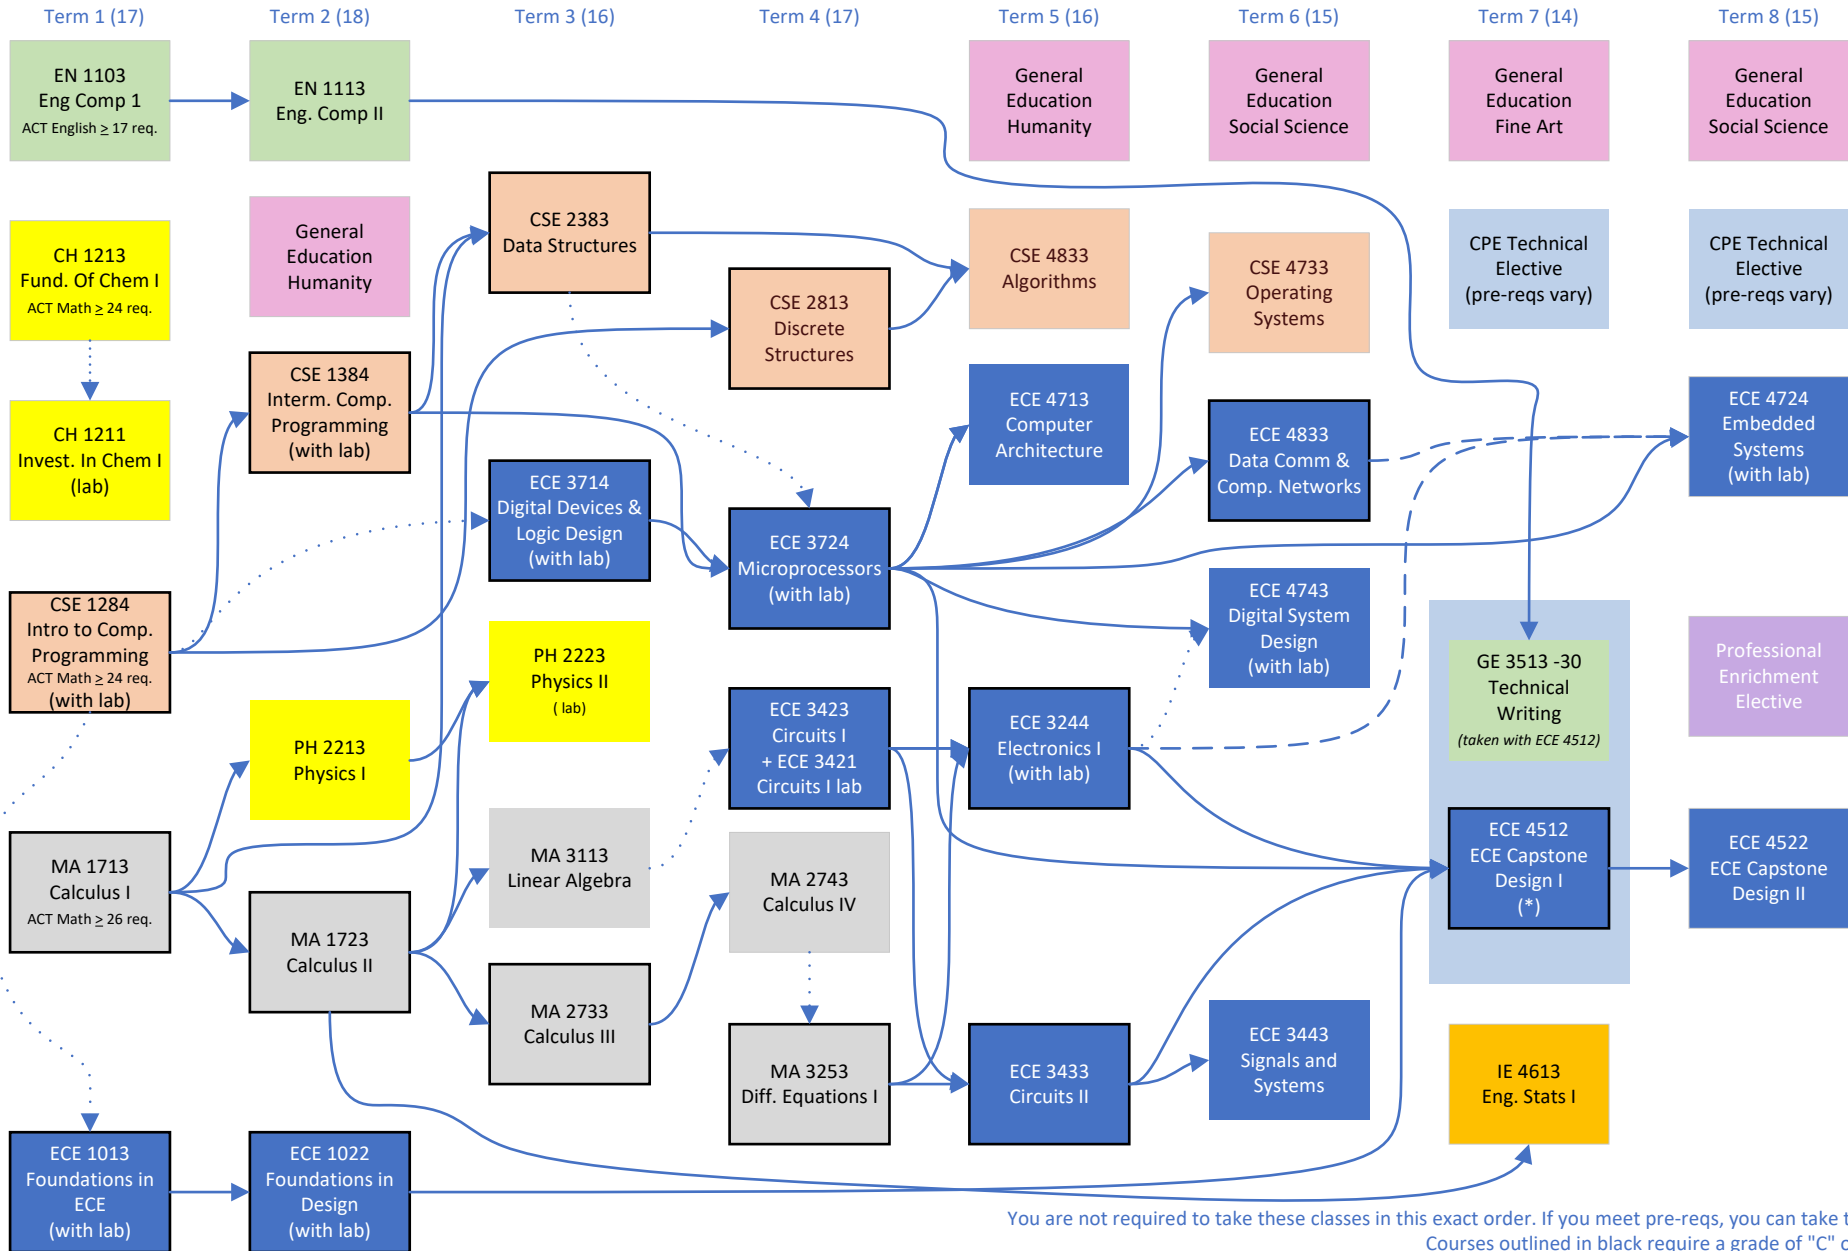 Term 1 (17)
Term 2 (18)
Term 3 (16)
Term 4 (17)
Term 5 (16)
Term 6 (15)
Term 7 (14)
Term 8 (15)
EN 1103
Eng Comp 1
ACT English ≥ 17 req.
CH 1213
Fund. Of Chem I
ACT Math ≥ 24 req.
CH 1211
Invest. In Chem I
(lab)
CSE 1284
Intro to Comp.
Programming
ACT Math ≥ 24 req.
(with lab)
MA 1713
Calculus I
ACT Math ≥ 26 req.
ECE 1013
Foundations in
ECE
(with lab)
EN 1113
Eng. Comp II
General
Education
Humanity
CSE 1384
Interm. Comp.
Programming
(with lab)
PH 2213
Physics I
MA 1723
Calculus II
ECE 1022
Foundations in
Design
(with lab)
CSE 2383
Data Structures
ECE 3714
Digital Devices &
Logic Design
(with lab)
PH 2223
Physics II
( lab)
MA 3113
Linear Algebra
MA 2733
Calculus III
CSE 2813
Discrete
Structures
ECE 3724
Microprocessors
(with lab)
ECE 3423
Circuits I
+ ECE 3421
Circuits I lab
MA 2743
Calculus IV
MA 3253
Diff. Equations I
General
Education
Humanity
CSE 4833
Algorithms
ECE 4713
Computer
Architecture
ECE 3244
Electronics I
(with lab)
ECE 3433
Circuits II
General
Education
Social Science
CSE 4733
Operating
Systems
ECE 4833
Data Comm &
Comp. Networks
ECE 4743
Digital System
Design
(with lab)
ECE 3443
Signals and
Systems
General
Education
Fine Art
CPE Technical
Elective
(pre-reqs vary)
GE 3513 -30
Technical
Writing
(taken with ECE 4512)
ECE 4512
ECE Capstone
Design I
(*)
IE 4613
Eng. Stats I
General
Education
Social Science
CPE Technical
Elective
(pre-reqs vary)
ECE 4724
Embedded
Systems
(with lab)
Professional
Enrichment
Elective
ECE 4522
ECE Capstone
Design II
You are not required to take these classes in this exact order. If you meet pre-reqs, you can take t
Courses outlined in black require a grade of "C" o